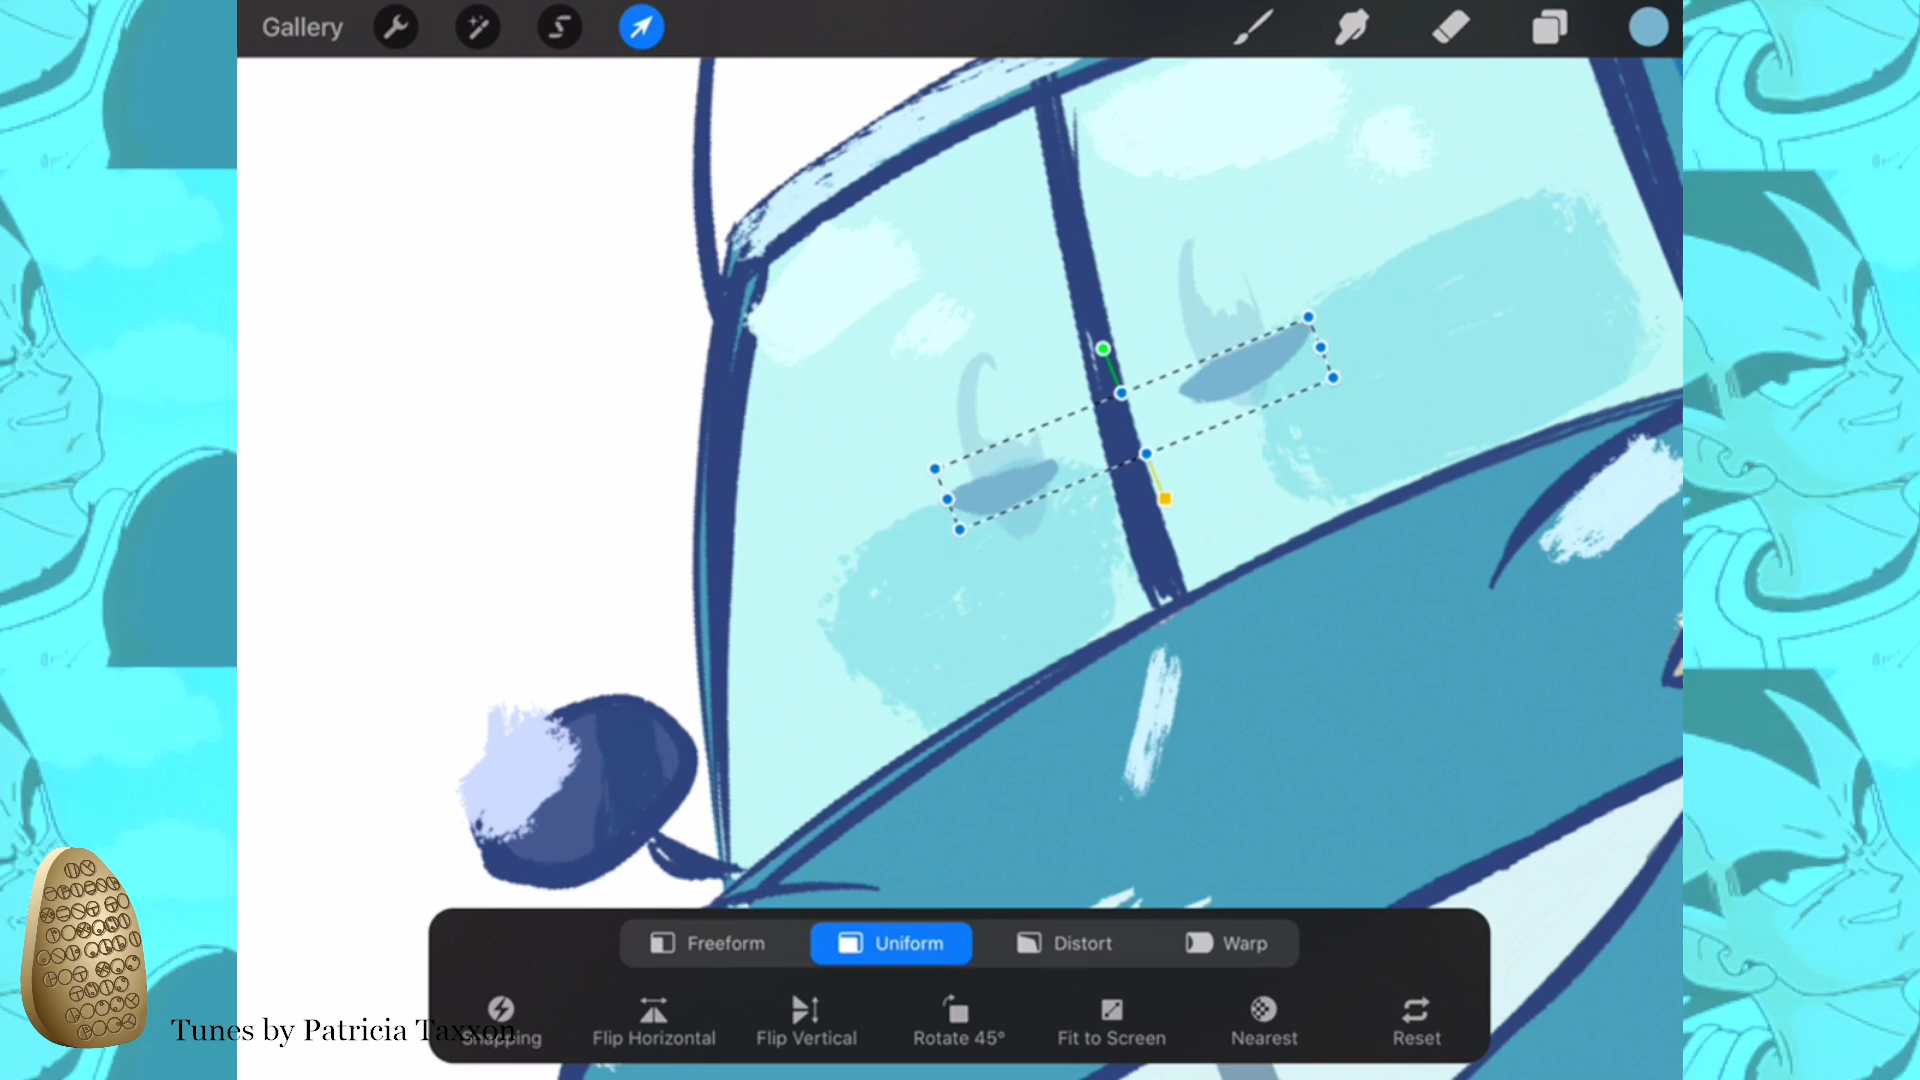 Gallery
Freeform Uniform Distort Warp
Snapping Flip Horizontal Flip Vertical Rotate 45° Fit to Screen Nearest Reset
Tunes by Patricia Taxxon